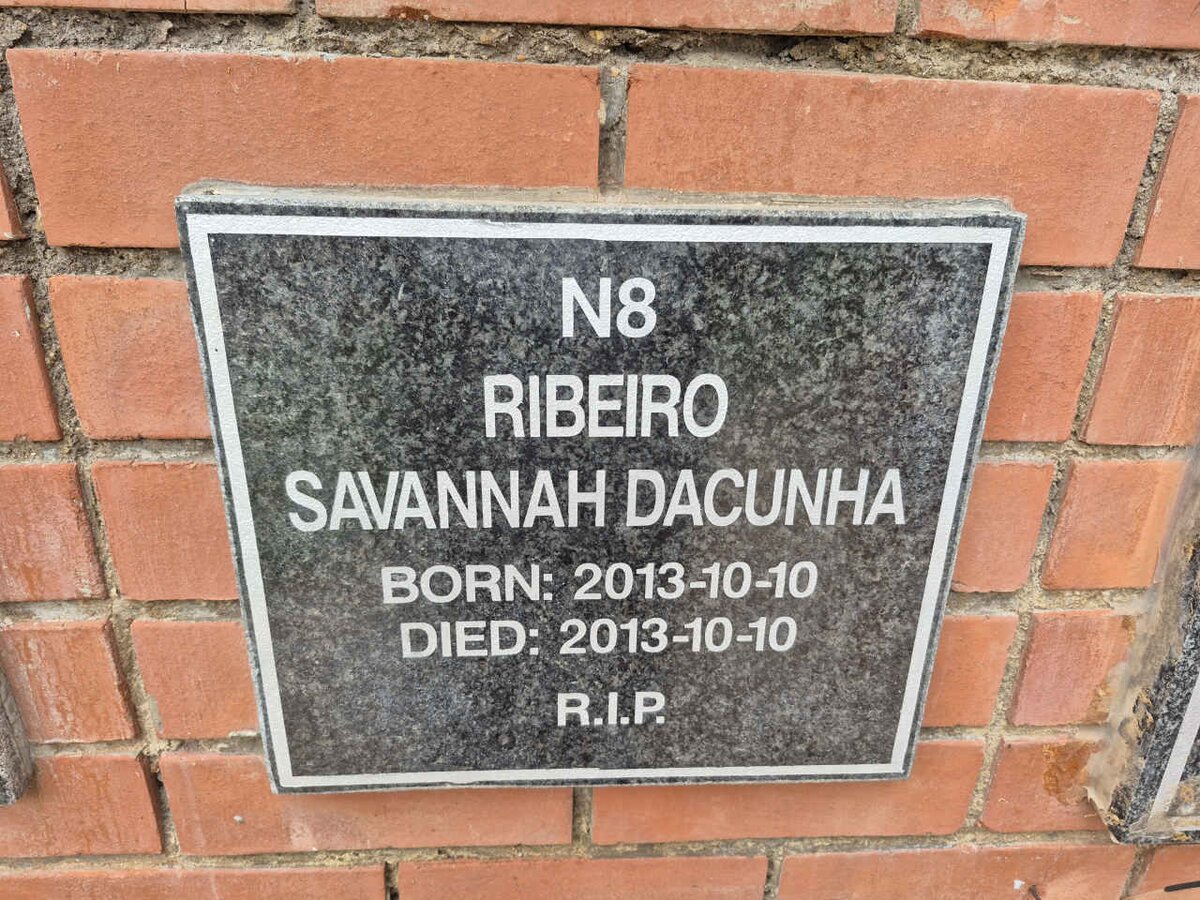 N8
RIBEIRO
SAVANNAH DACUNHA
BORN: 2013-10-10
DIED: 2013-10-10
R.I.P.